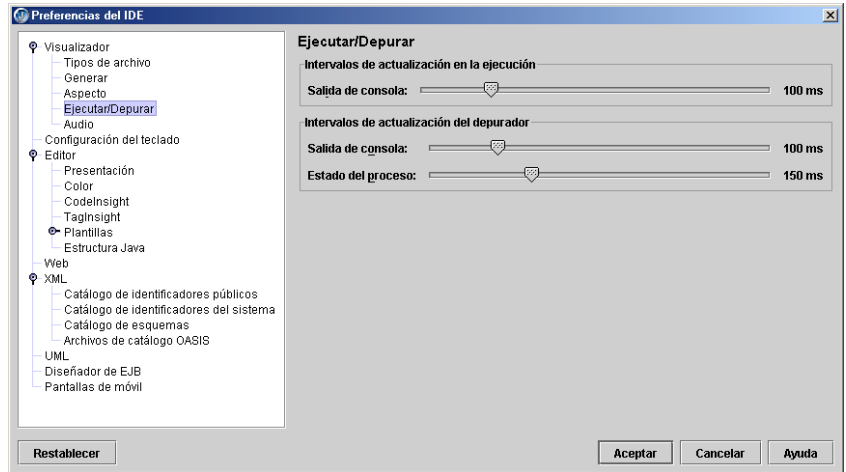 Preferencias del IDE
Visualizador
Tipos de archivo
Generar
Aspecto
Ejecutar/Depurar
Audio
Configuración del teclado
Editor
Presentación
Color
CodeInsight
TagInsight
Plantillas
Estructura Java
Web
XML
Catálogo de identificadores públicos
Catálogo de identificadores del sistema
Catálogo de esquemas
Archivos de catálogo OASIS
UML
Diseñador de EJB
Pantallas de móvil
Ejecutar/Depurar
Intervalos de actualización en la ejecución
Salida de consola: 100 ms
Intervalos de actualización del depurador
Salida de consola: 100 ms
Estado del proceso: 150 ms
Restablecer Aceptar Cancelar Ayuda